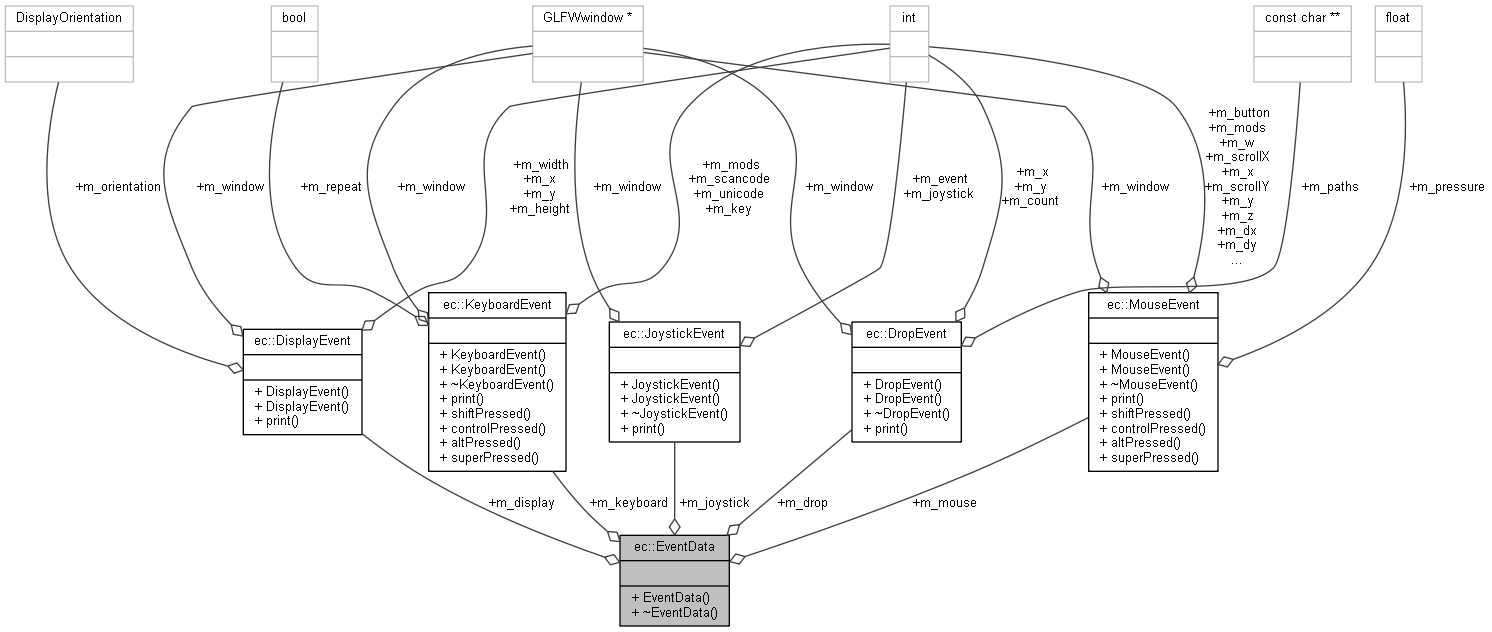 DisplayOrientation
bool
GLFWwindow *
int
const char **
float
+m_orientation
+m_window
+m_repeat
+m_window
+m_width
+m_x
+m_y
+m_height
+m_window
+m_mods
+m_scancode
+m_unicode
+m_key
+m_window
+m_event
+m_joystick
+m_x
+m_y
+m_count
+m_window
+m_button
+m_mods
+m_w
+m_scrollX
+m_x
+m_scrollY
+m_y
+m_z
+m_dx
+m_dy
...
+m_paths
+m_pressure
ec::DisplayEvent
+ DisplayEvent()
+ DisplayEvent()
+ print()
ec::KeyboardEvent
+ KeyboardEvent()
+ KeyboardEvent()
+ ~KeyboardEvent()
+ print()
+ shiftPressed()
+ controlPressed()
+ altPressed()
+ superPressed()
ec::JoystickEvent
+ JoystickEvent()
+ JoystickEvent()
+ ~JoystickEvent()
+ print()
ec::DropEvent
+ DropEvent()
+ DropEvent()
+ ~DropEvent()
+ print()
ec::MouseEvent
+ MouseEvent()
+ MouseEvent()
+ ~MouseEvent()
+ print()
+ shiftPressed()
+ controlPressed()
+ altPressed()
+ superPressed()
+m_display
+m_keyboard
+m_joystick
+m_drop
+m_mouse
ec::EventData
+ EventData()
+ ~EventData()